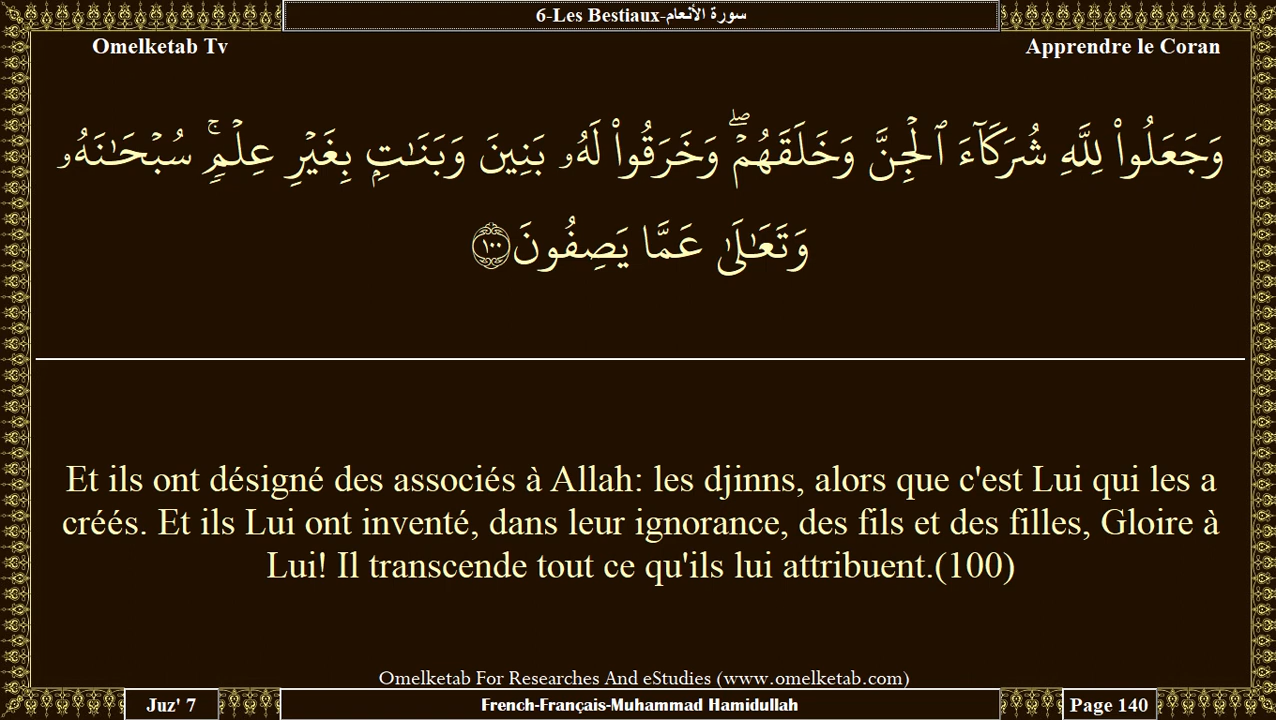 6-Les Bestiaux-سورة الأنعام
Omelketab Tv
Apprendre le Coran
وَجَعَلُوا۟ لِلَّهِ شُرَكَآءَ ٱلْجِنَّ وَخَلَقَهُمْ ۖ وَخَرَقُوا۟ لَهُۥ بَنِينَ وَبَنَـٰتٍۭ بِغَيْرِ عِلْمٍۢ ۚ سُبْحَـٰنَهُۥ
وَتَعَـٰلَىٰ عَمَّا يَصِفُونَ ١٠٠
Et ils ont désigné des associés à Allah: les djinns, alors que c'est Lui qui les a
créés. Et ils Lui ont inventé, dans leur ignorance, des fils et des filles, Gloire à
Lui! Il transcende tout ce qu'ils lui attribuent.(100)
Omelketab For Researches And eStudies (www.omelketab.com)
Juz' 7
French-Français-Muhammad Hamidullah
Page 140